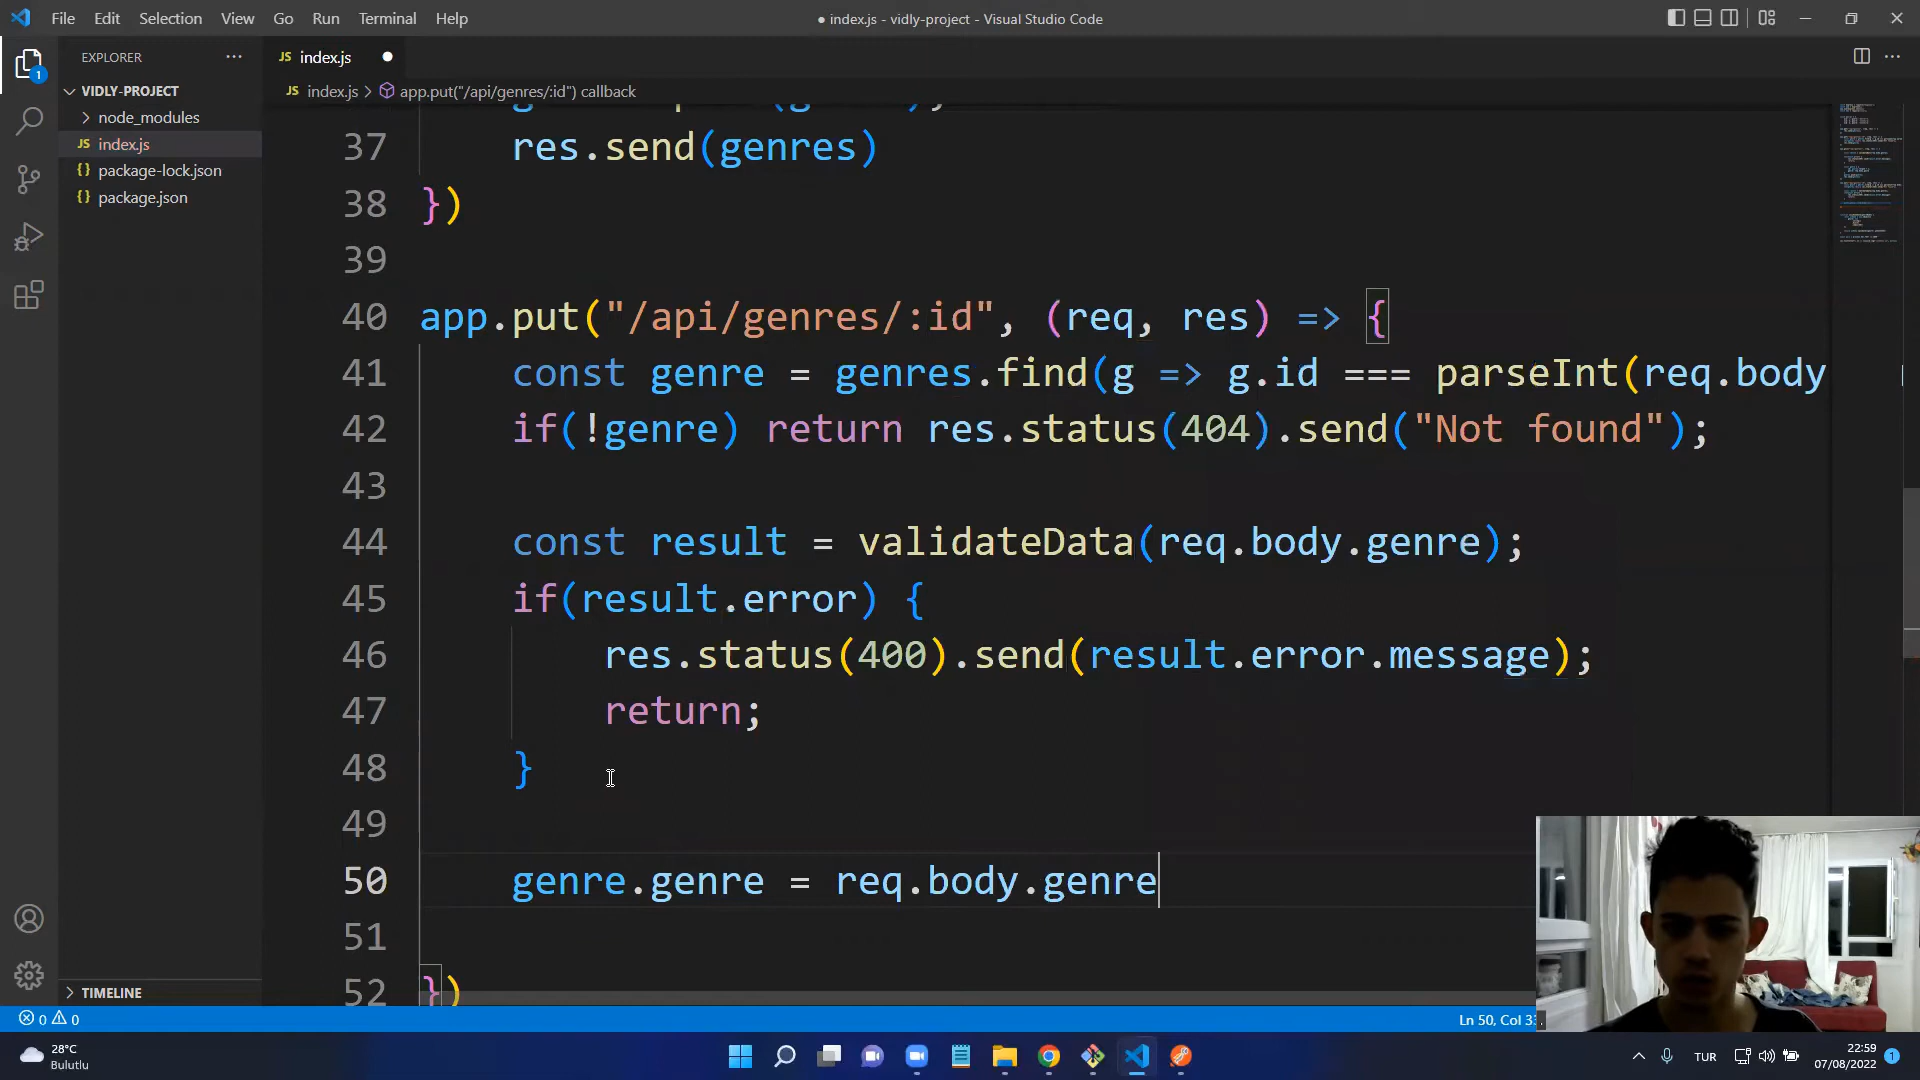 File Edit Selection View Go Run Terminal Help
● index.js - vidly-project - Visual Studio Code
EXPLORER
JS index.js
VIDLY-PROJECT
JS index.js > app.put("/api/genres/:id") callback
node_modules
JS index.js
{} package-lock.json
{} package.json
37 res.send(genres)
38 })
39
40 app.put("/api/genres/:id", (req, res) => {
41 const genre = genres.find(g => g.id === parseInt(req.body
42 if(!genre) return res.status(404).send("Not found");
43
44 const result = validateData(req.body.genre);
45 if(result.error) {
46 res.status(400).send(result.error.message);
47 return;
48 }
49
50 genre.genre = req.body.genre
51
52 })
TIMELINE
0 0
Ln 50, Col 33
28°C
Bulutlu
TUR
22:59
07/08/2022
1